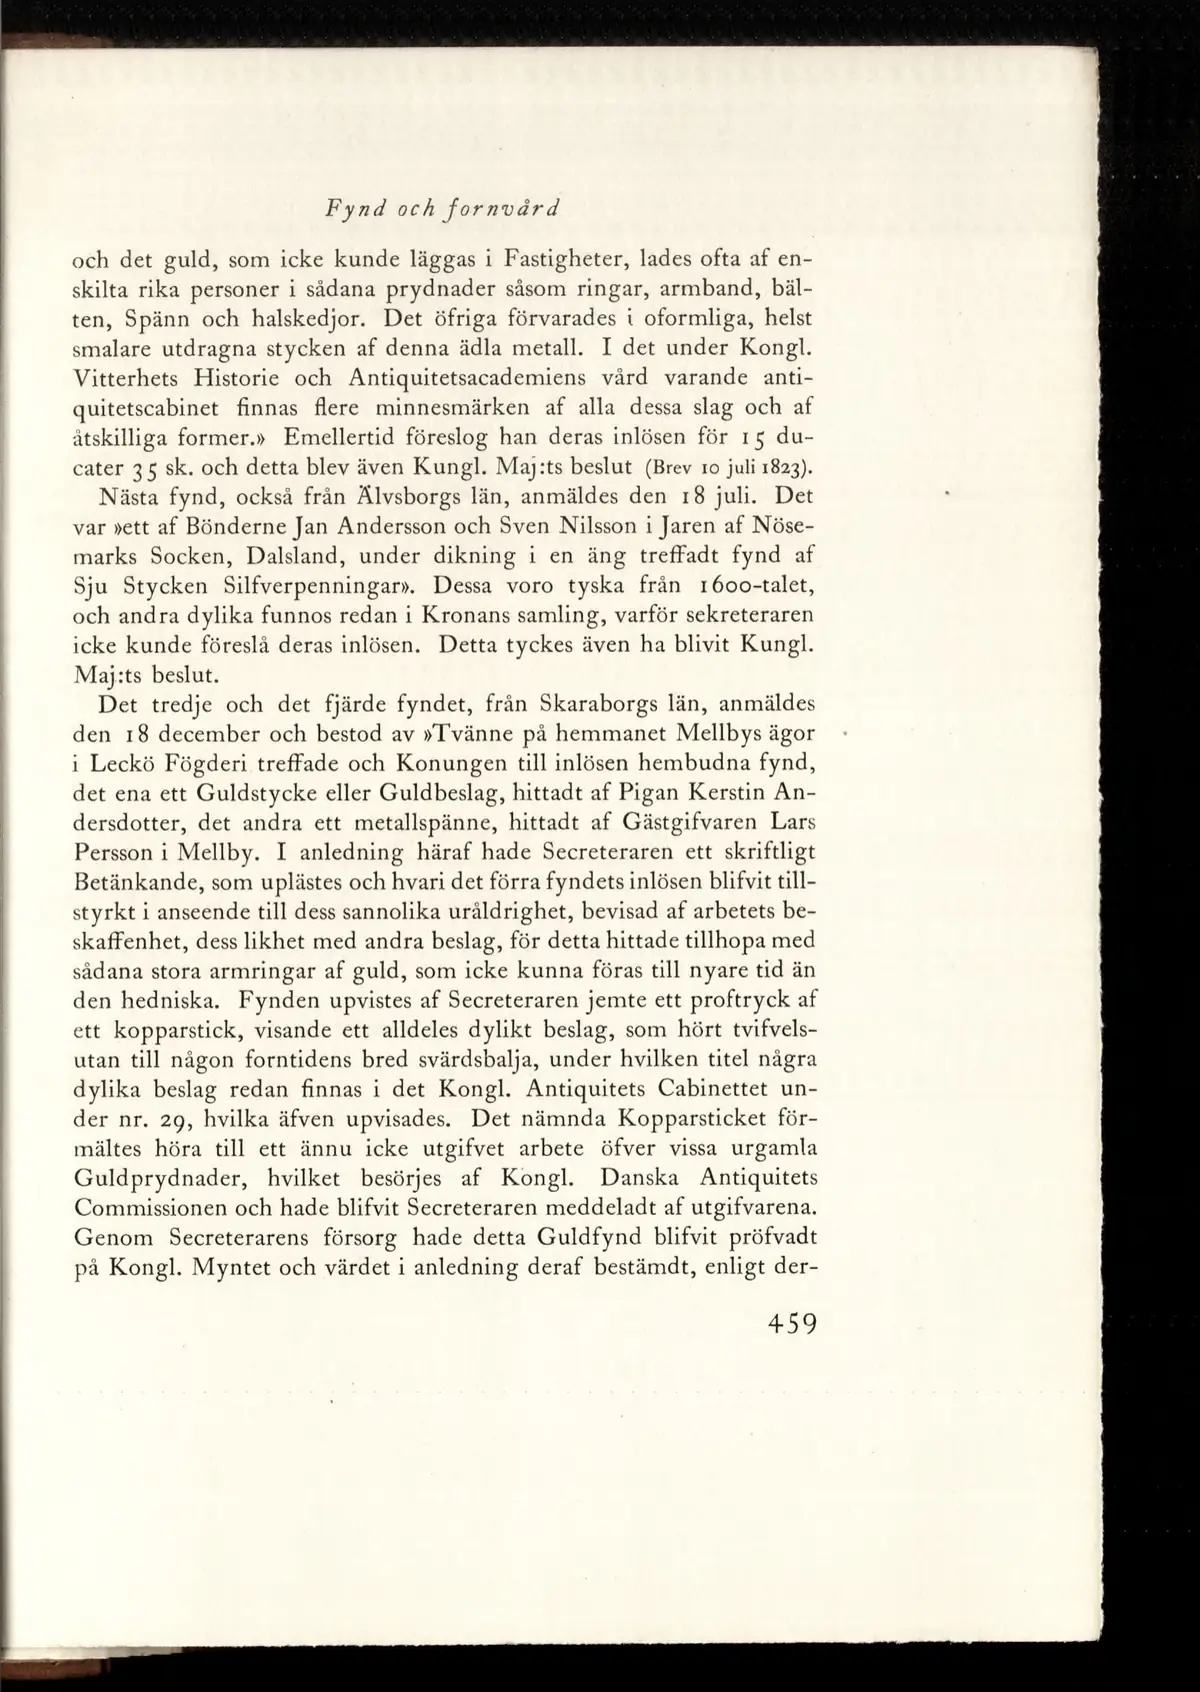 Fynd och fornvård
och det guld, som icke kunde läggas i Fastigheter, lades ofta af en-
skilta rika personer i sådana prydnader såsom ringar, armband, bäl-
ten, Spänn och halskedjor. Det öfriga förvarades i oformliga, helst
smalare utdragna stycken af denna ädla metall. I det under Kongl.
Vitterhets Historie och Antiquitetsacademiens vård varande anti-
quitetscabinet finnas flere minnesmärken af alla dessa slag och af
åtskilliga former.» Emellertid föreslog han deras inlösen för 15 du-
cater 35 sk. och detta blev även Kungl. Maj:ts beslut (Brev 10 juli 1823).
Nästa fynd, också från Älvsborgs län, anmäldes den 18 juli. Det
var »ett af Bönderne Jan Andersson och Sven Nilsson i Jaren af Nöse-
marks Socken, Dalsland, under dikning i en äng treffadt fynd af
Sju Stycken Silfverpenningar». Dessa voro tyska från 1600-talet,
och andra dylika funnos redan i Kronans samling, varför sekreteraren
icke kunde föreslå deras inlösen. Detta tyckes även ha blivit Kungl.
Maj:ts beslut.
Det tredje och det fjärde fyndet, från Skaraborgs län, anmäldes
den 18 december och bestod av »Tvänne på hemmanet Mellbys ägor
i Leckö Fögderi treffade och Konungen till inlösen hembudna fynd,
det ena ett Guldstycke eller Guldbeslag, hittadt af Pigan Kerstin An-
dersdotter, det andra ett metallspänne, hittadt af Gästgifvaren Lars
Persson i Mellby. I anledning häraf hade Secreteraren ett skriftligt
Betänkande, som uplästes och hvari det förra fyndets inlösen blifvit till-
styrkt i anseende till dess sannolika uråldrighet, bevisad af arbetets be-
skaffenhet, dess likhet med andra beslag, för detta hittade tillhopa med
sådana stora armringar af guld, som icke kunna föras till nyare tid än
den hedniska. Fynden upvistes af Secreteraren jemte ett proftryck af
ett kopparstick, visande ett alldeles dylikt beslag, som hört tvifvels-
utan till någon forntidens bred svärdsbalja, under hvilken titel några
dylika beslag redan finnas i det Kongl. Antiquitets Cabinettet un-
der nr. 29, hvilka äfven upvisades. Det nämnda Kopparsticket för-
mältes höra till ett ännu icke utgifvet arbete öfver vissa urgamla
Guldprydnader, hvilket besörjes af Kongl. Danska Antiquitets
Commissionen och hade blifvit Secreteraren meddeladt af utgifvarena.
Genom Secreterarens försorg hade detta Guldfynd blifvit pröfvadt
på Kongl. Myntet och värdet i anledning deraf bestämdt, enligt der-
459